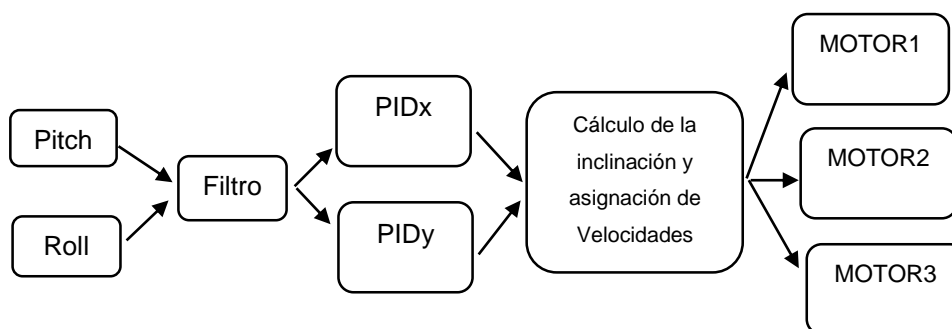 Pitch
Roll
Filtro
PIDx
PIDy
Cálculo de la
inclinación y
asignación de
Velocidades
MOTOR1
MOTOR2
MOTOR3